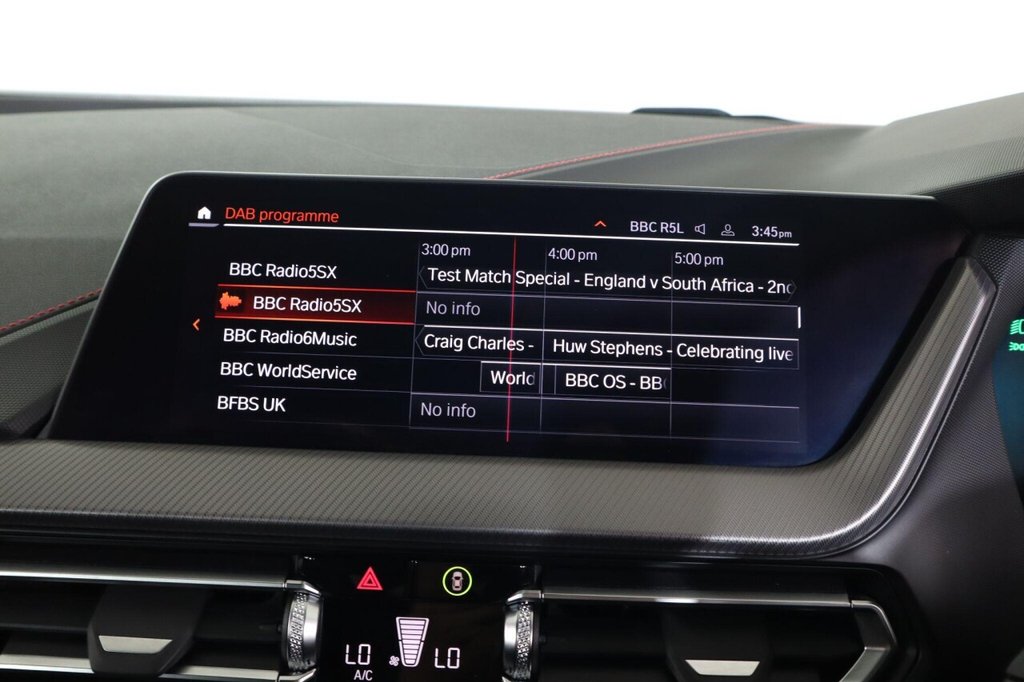 DAB programme
BBC R5L
3:45pm
3:00 pm
4:00 pm
5:00 pm
BBC Radio5SX
Test Match Special - England v South Africa - 2nd
BBC Radio5SX
No info
BBC Radio6Music
Craig Charles -
Huw Stephens - Celebrating live
BBC WorldService
World
BBC OS - BBC
BFBS UK
No info
LO
LO
A/C